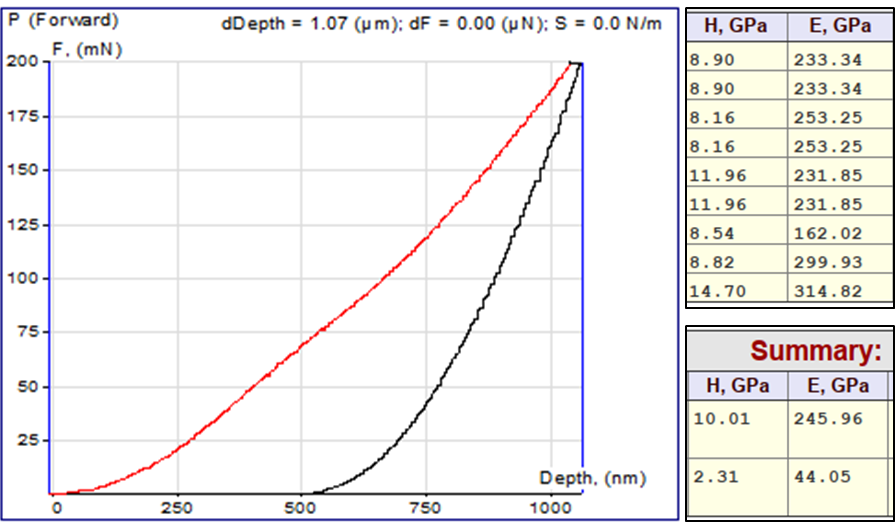 P (Forward) dDepth = 1.07 (µm); dF = 0.00 (µN); S = 0.0 N/m
F, (mN)
200
175
150
125
100
75
50
25
Depth, (nm)
0 250 500 750 1000
H, GPa E, GPa
8.90 233.34
8.90 233.34
8.16 253.25
8.16 253.25
11.96 231.85
11.96 231.85
8.54 162.02
8.82 299.93
14.70 314.82
Summary:
H, GPa E, GPa
10.01 245.96
2.31 44.05